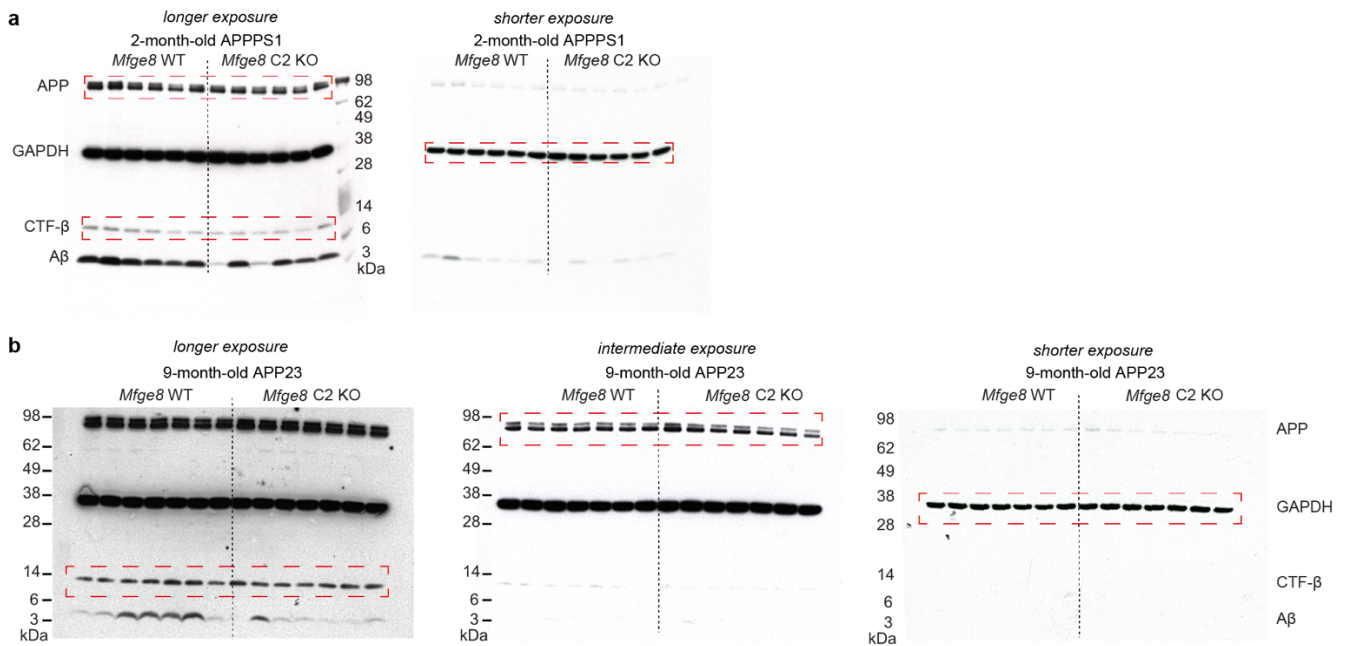 a
longer exposure
2-month-old APPPS1
Mfge8 WT
Mfge8 C2 KO
APP
GAPDH
CTF-β
Aβ
98
62
49
38
28
14
6
3
kDa
shorter exposure
2-month-old APPPS1
Mfge8 WT
Mfge8 C2 KO
b
longer exposure
9-month-old APP23
Mfge8 WT
Mfge8 C2 KO
98
62
49
38
28
14
6
3
kDa
intermediate exposure
9-month-old APP23
Mfge8 WT
Mfge8 C2 KO
98
62
49
38
28
14
6
3
kDa
shorter exposure
9-month-old APP23
Mfge8 WT
Mfge8 C2 KO
98
62
49
38
28
14
6
3
kDa
APP
GAPDH
CTF-β
Aβ